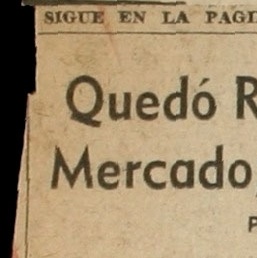 SIGUE EN LA PAGI
Quedó R
Mercado,
P